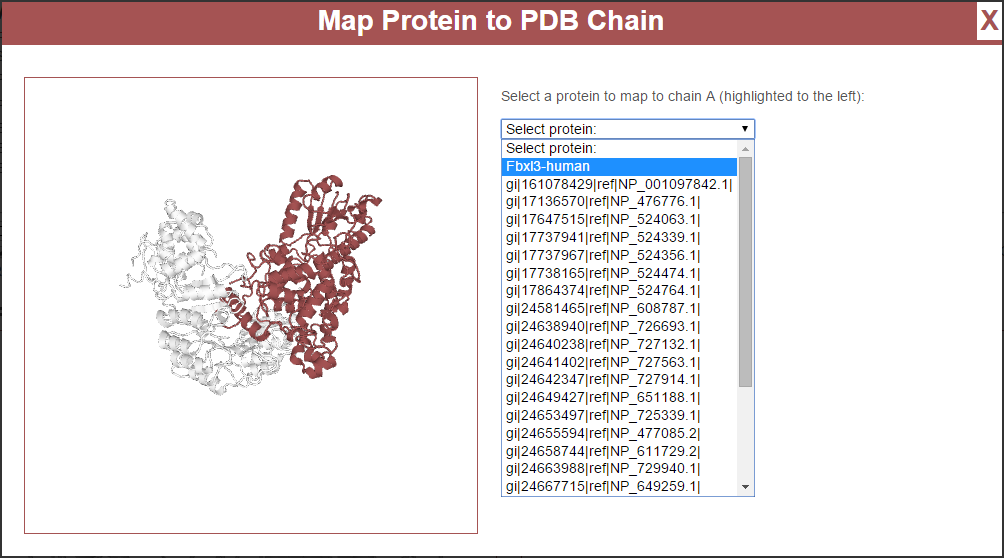 Map Protein to PDB Chain
X
Select a protein to map to chain A (highlighted to the left):
Select protein:
Select protein:
Fbxl3-human
gi|161078429|ref|NP_001097842.1|
gi|17136570|ref|NP_476776.1|
gi|17647515|ref|NP_524063.1|
gi|17737941|ref|NP_524339.1|
gi|17737967|ref|NP_524356.1|
gi|17738165|ref|NP_524474.1|
gi|17864374|ref|NP_524764.1|
gi|24581465|ref|NP_608787.1|
gi|24638940|ref|NP_726693.1|
gi|24640238|ref|NP_727132.1|
gi|24641402|ref|NP_727563.1|
gi|24642347|ref|NP_727914.1|
gi|24649427|ref|NP_651188.1|
gi|24653497|ref|NP_725339.1|
gi|24655594|ref|NP_477085.2|
gi|24658744|ref|NP_611729.2|
gi|24663988|ref|NP_729940.1|
gi|24667715|ref|NP_649259.1|